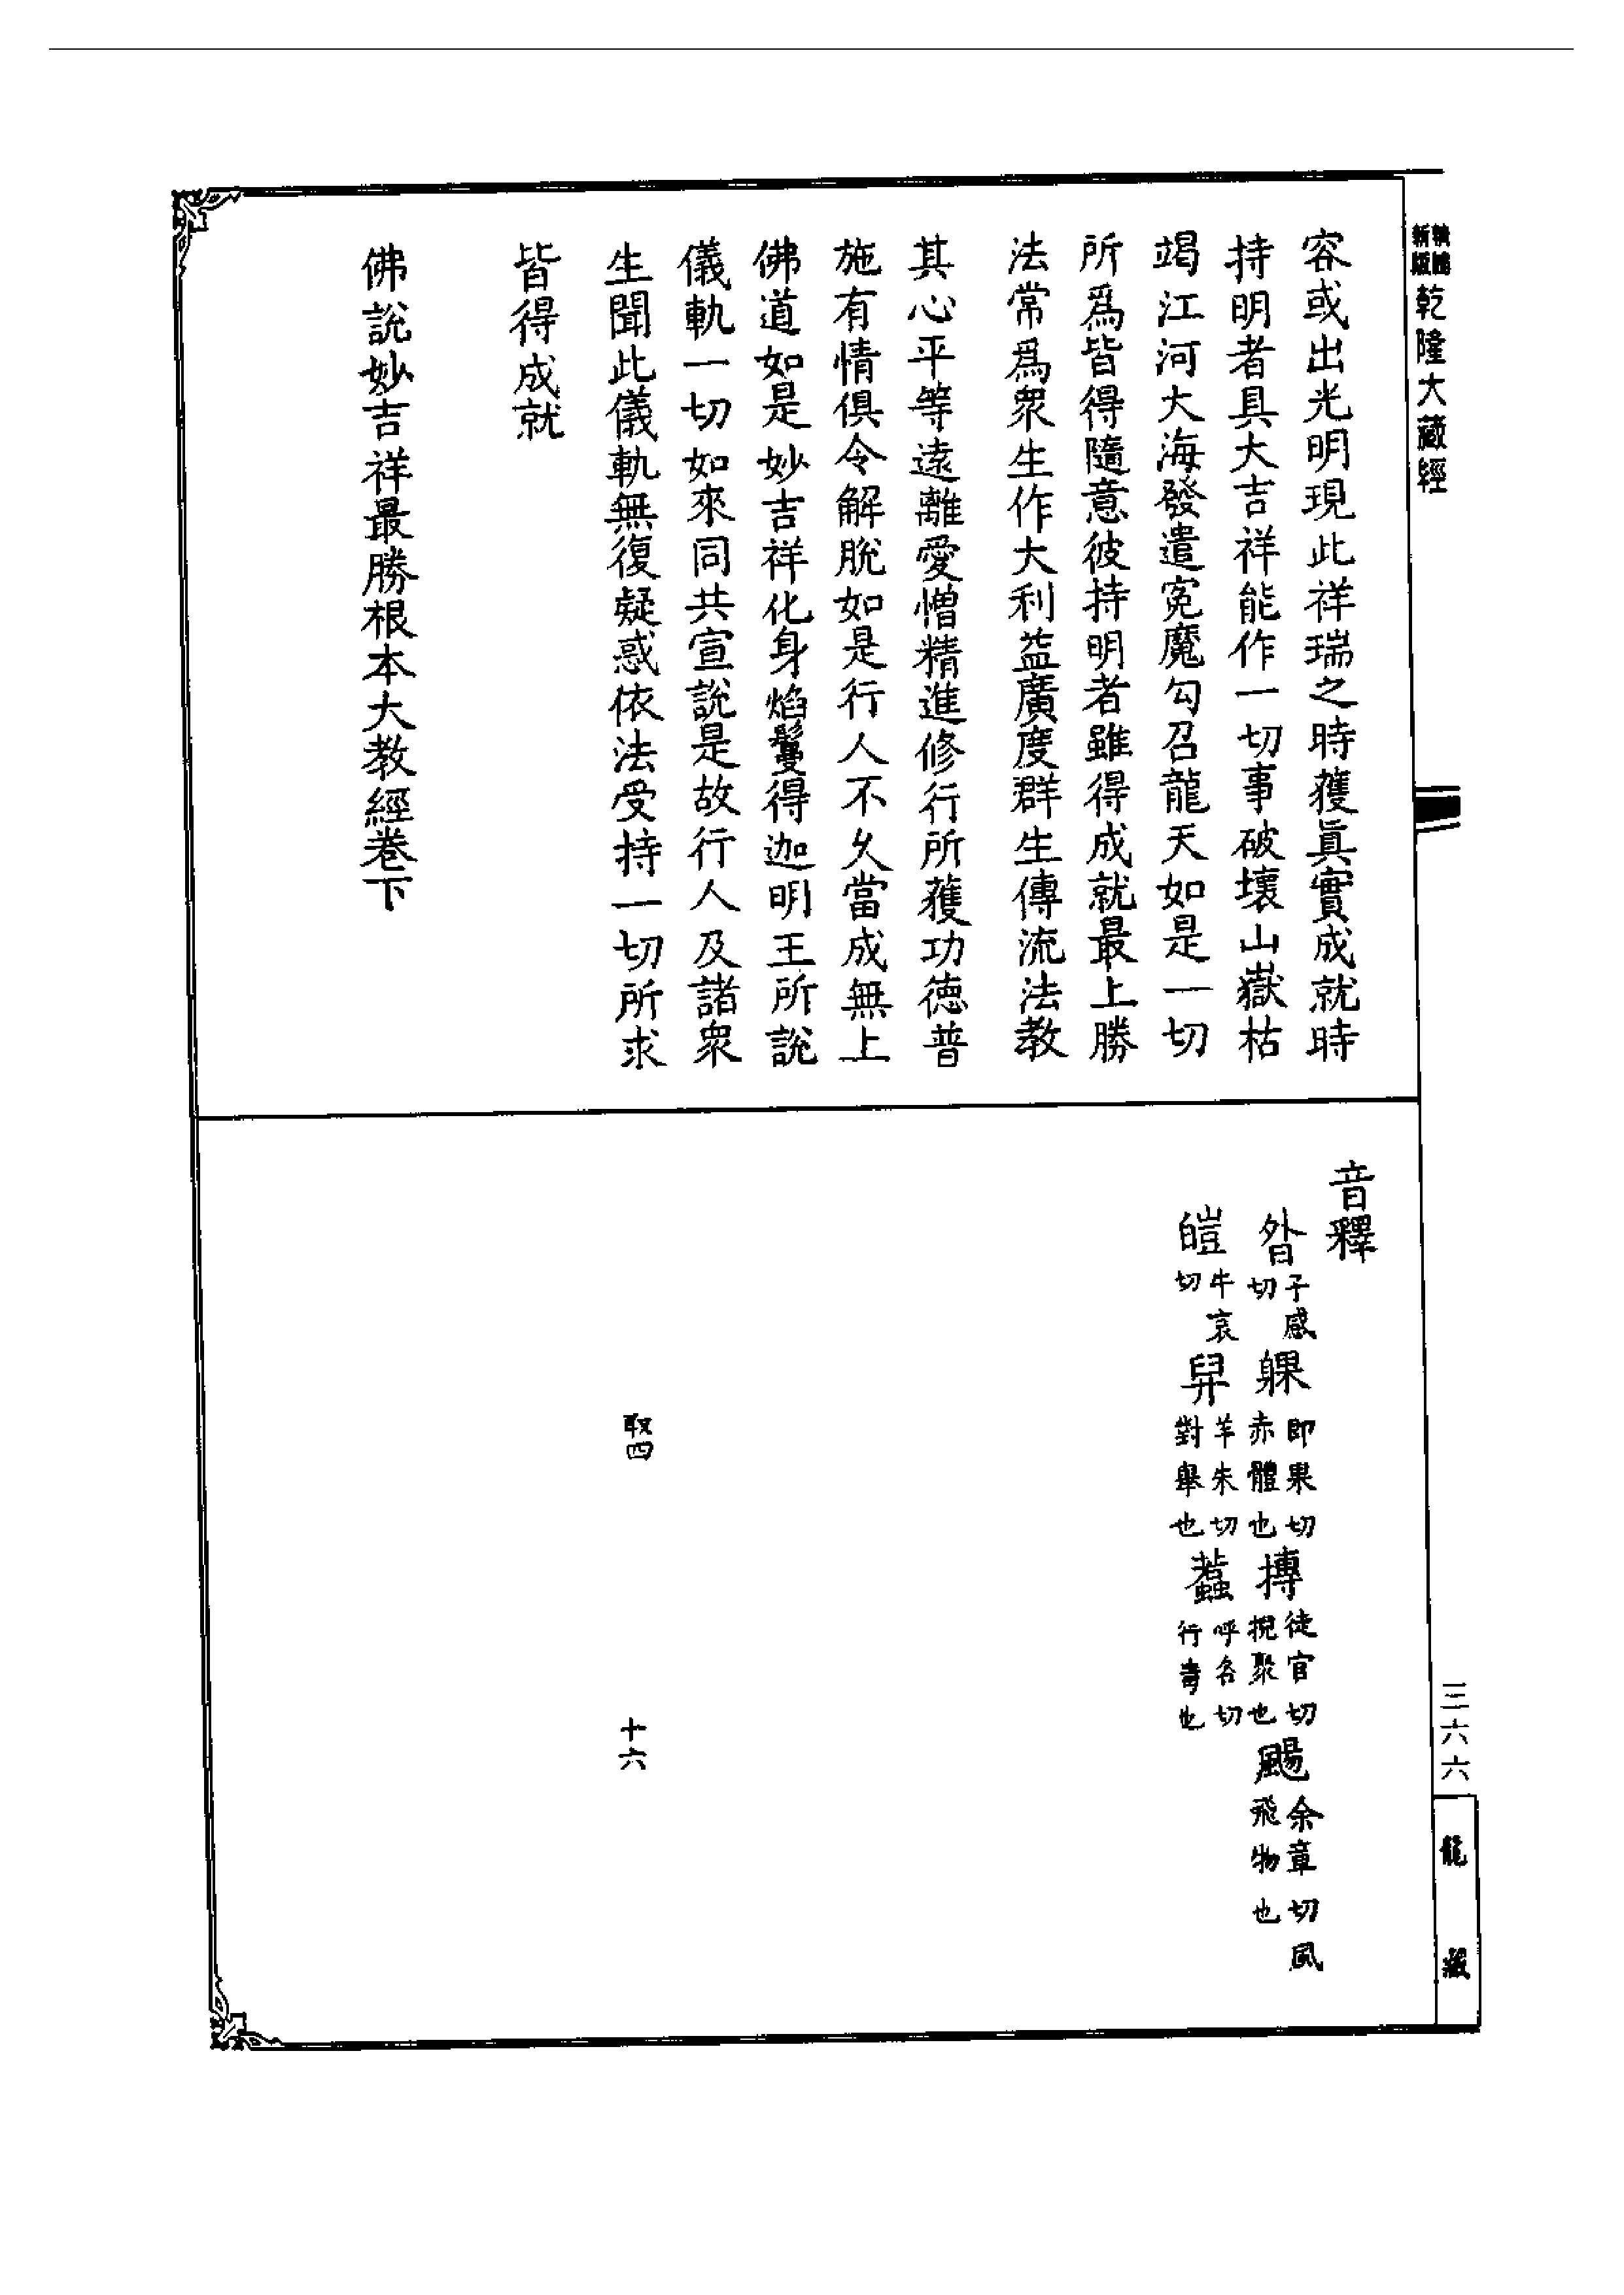 新版
乾隆大藏經
容或出光明現此祥瑞之時獲眞實成就時
持明者具大吉祥能作一切事破壞山嶽枯
竭江河大海發遣寃魔勾召龍天如是一切
所爲皆得隨意彼持明者雖得成就最上勝
法常爲衆生作大利益廣度群生傳流法教
其心平等遠離愛憎精進修行所獲功德普
施有情俱令解脫如是行人不久當成無上
佛道如是妙吉祥化身焰鬘得迦明王所說
儀軌一切如來同共宣說是故行人及諸衆
生聞此儀軌無復疑惑依法受持一切所求
皆得成就
佛說妙吉祥最勝根本大教經卷下
音釋
昝子感切躶郎果切赤體也摶徒官切捏聚也颺余章切風飛物也
皚牛哀切舁羊朱切對舉也蠚呼各切行毒也
取四
十六
三六六
龍藏